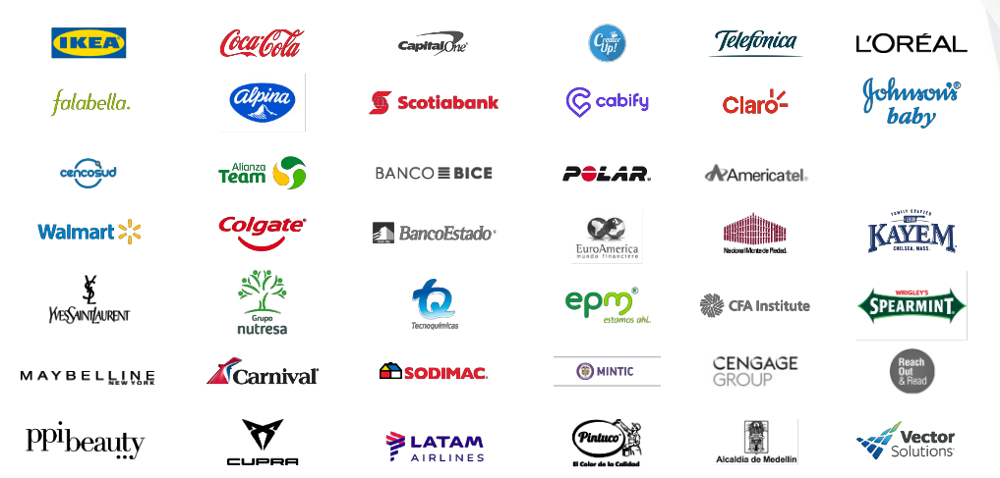 IKEA
Coca-Cola
Capital One
Creator Up!
Telefónica
L'ORÉAL
falabella.
alpina
Scotiabank
cabify
Claro
Johnson's® baby
cencosud
Alianza Team
BANCO BICE
POLAR
Americatel
Walmart
Colgate®
BancoEstado®
EuroAmerica
mundo financiero
Nacional Monte de Piedad.
FAMILY CRAFTED
1909
KAYEM
CHELSEA, MASS.
YSL
YVESSAINTLAURENT
Grupo
nutresa
TQ
Tecnoquímicas
epm®
estamos ahí.
CFA Institute
WRIGLEY'S
SPEARMINT
MAYBELLINE
NEW YORK
Carnival®
SODIMAC
MINTIC
CENGAGE
GROUP
Reach
Out
& Read
ppi beauty
CUPRA
LATAM
AIRLINES
Pintuco
El Color de la Calidad
Alcaldía de Medellín
Vector
Solutions